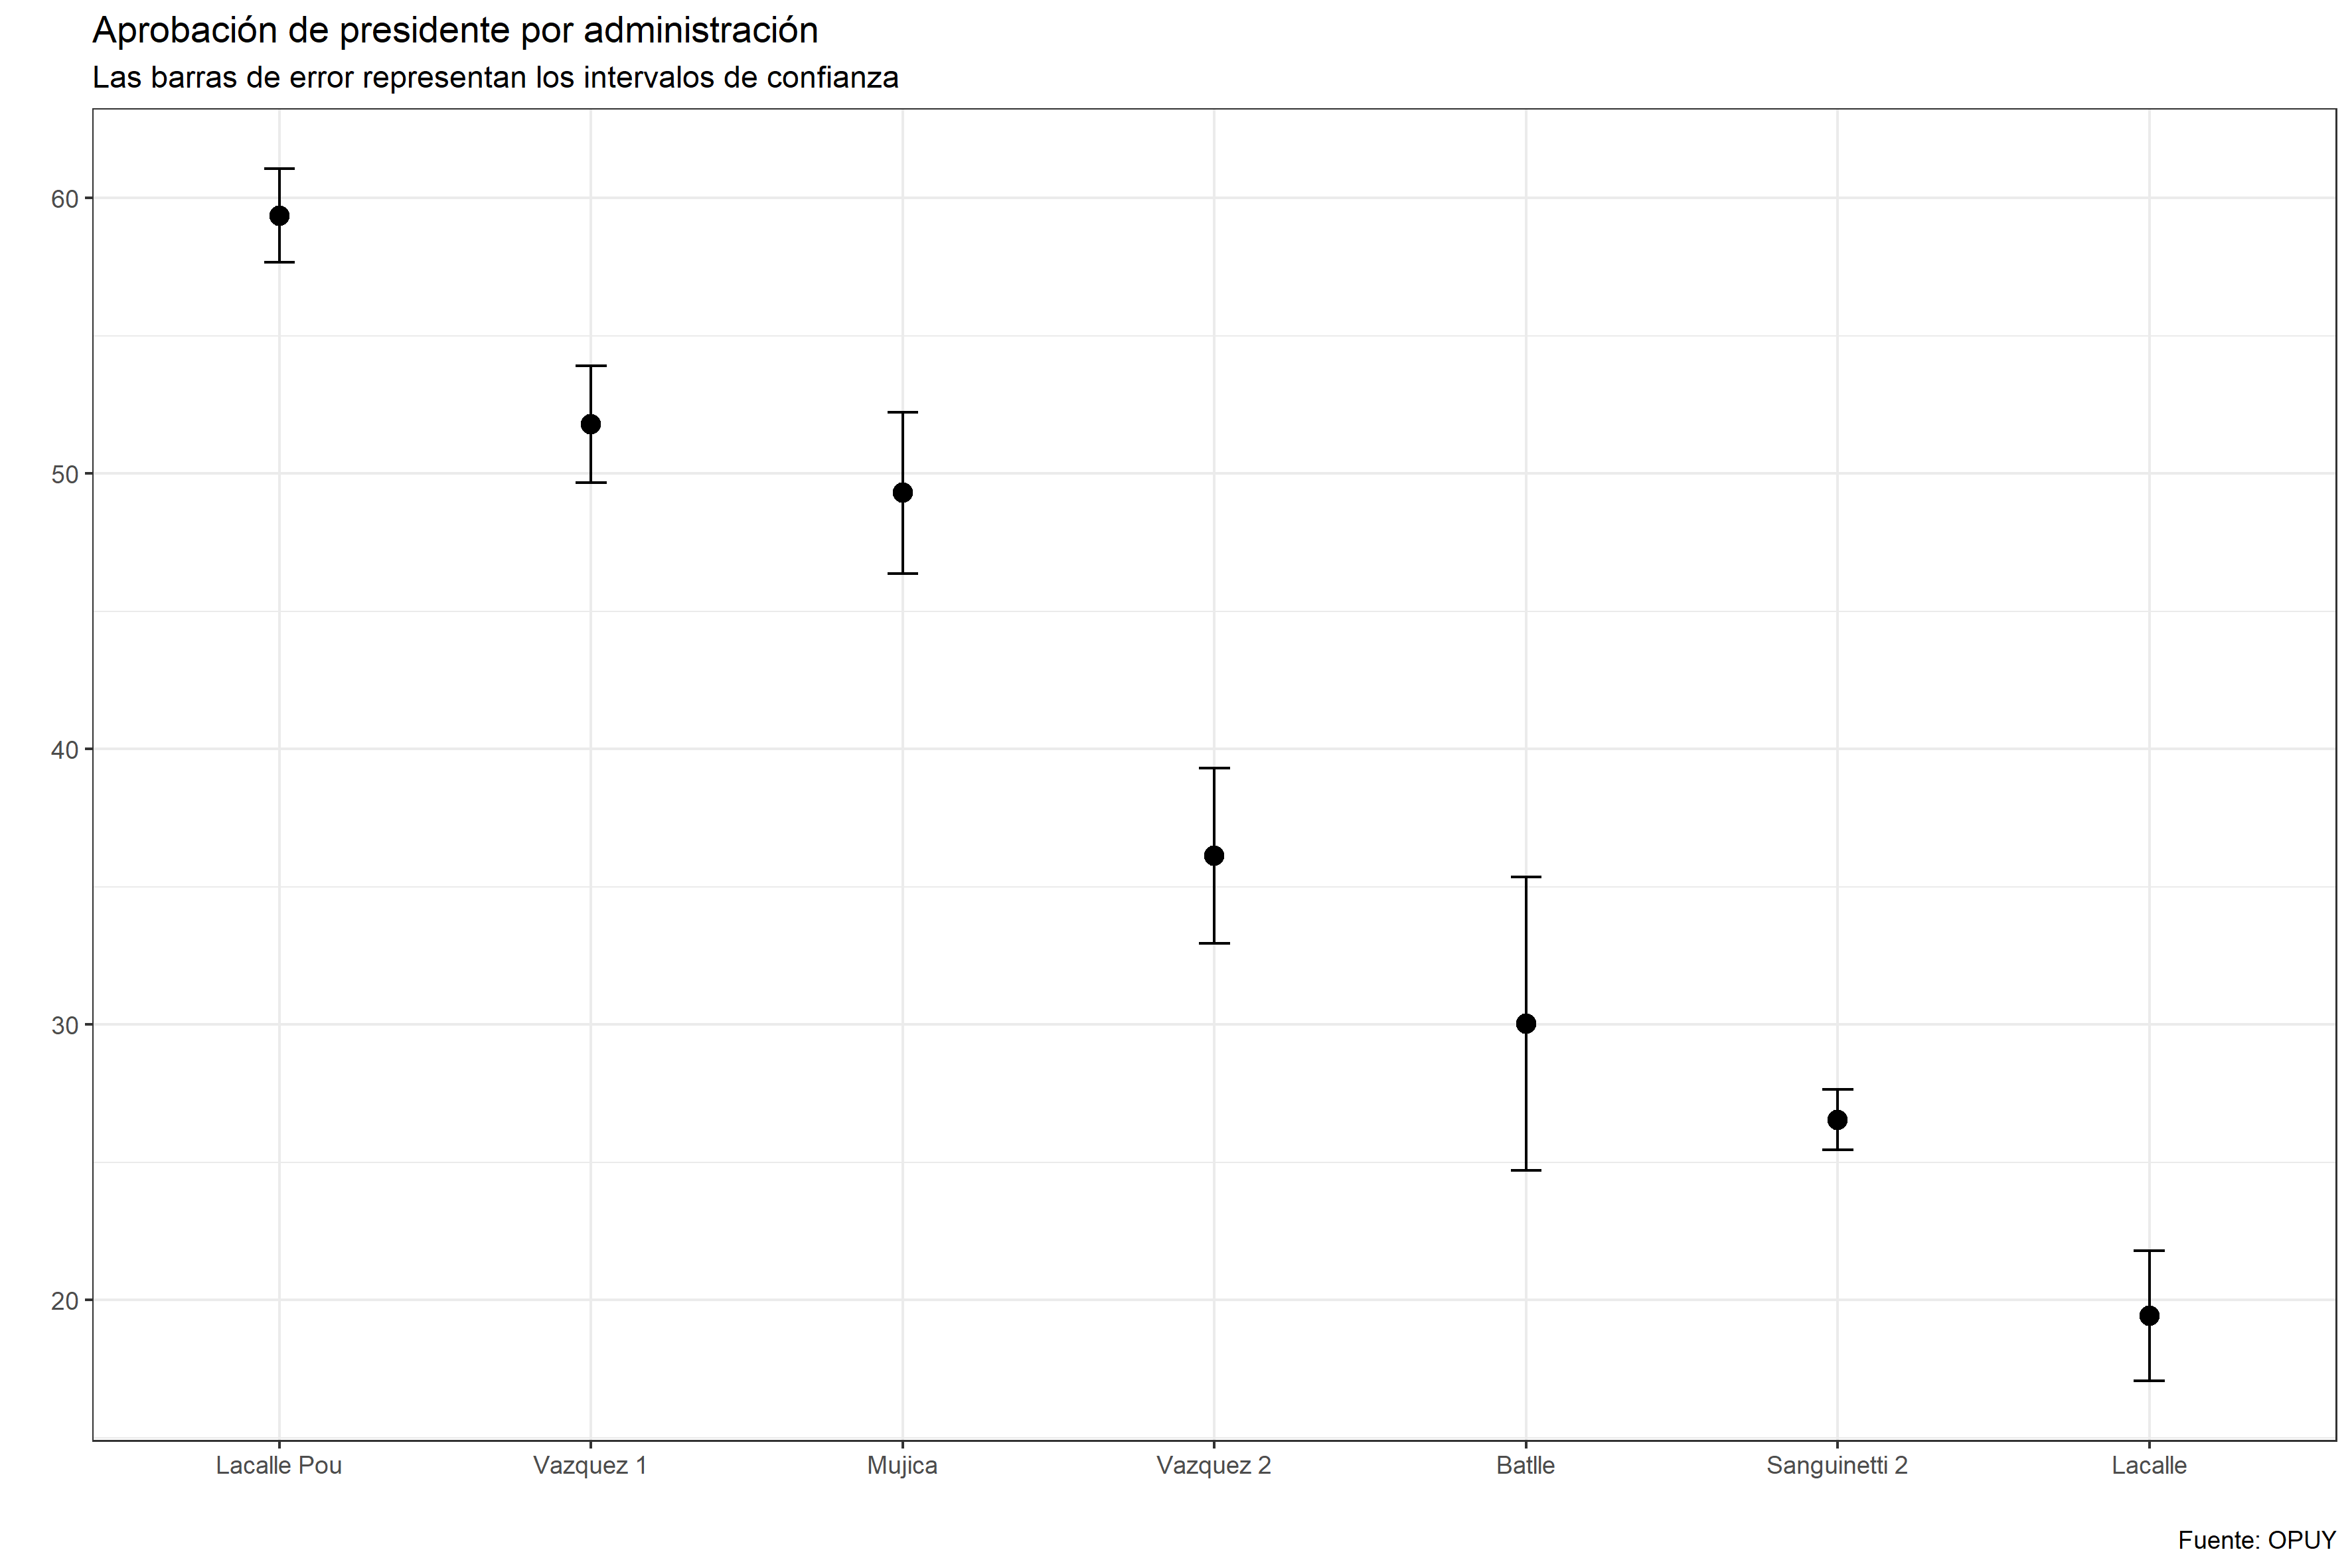 Aprobación de presidente por administración
Las barras de error representan los intervalos de confianza
60
50
40
30
20
Lacalle Pou Vazquez 1 Mujica Vazquez 2 Batlle Sanguinetti 2 Lacalle
Fuente: OPUY